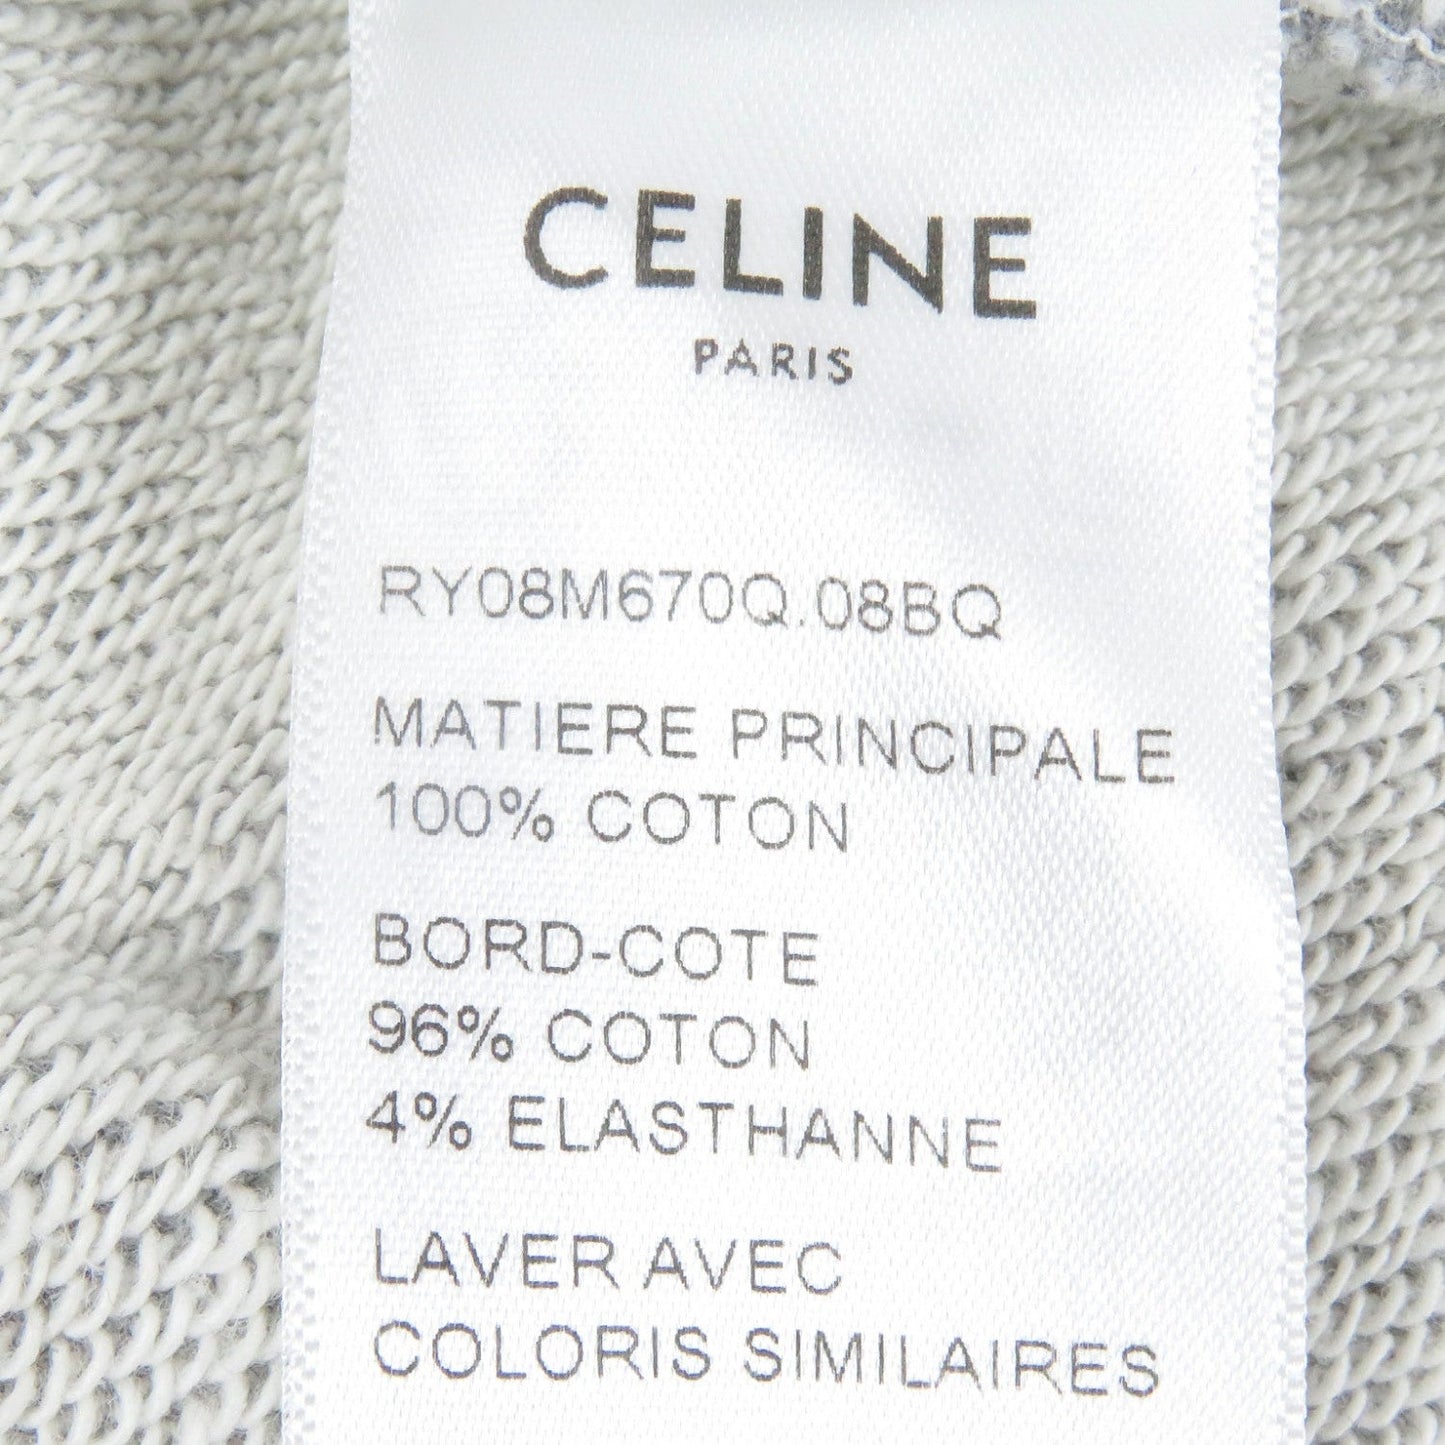 CELINE
PARIS
RY08M670Q.08BQ
MATIERE PRINCIPALE
100% COTON
BORD-COTE
96% COTON
4% ELASTHANNE
LAVER AVEC
COLORIS SIMILAIRES